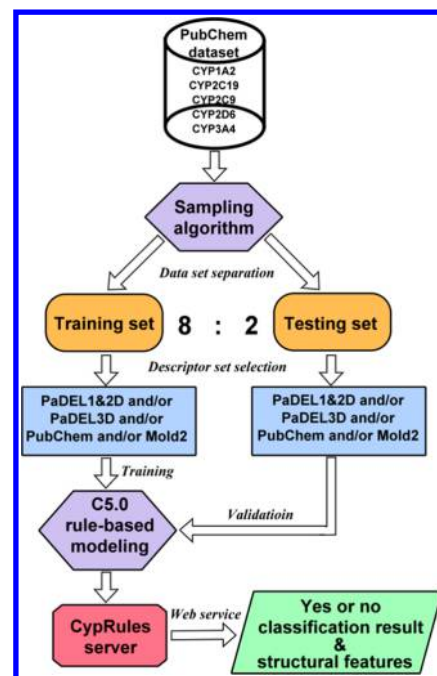 PubChem
dataset
CYP1A2
CYP2C19
CYP2C9
CYP2D6
CYP3A4
Sampling
algorithm
Data set separation
Training set
8 : 2
Testing set
Descriptor set selection
PaDEL1&2D and/or
PaDEL3D and/or
PubChem and/or Mold2
PaDEL1&2D and/or
PaDEL3D and/or
PubChem and/or Mold2
Training
C5.0
rule-based
modeling
Validatioin
CypRules
server
Web service
Yes or no
classification result
&
structural features